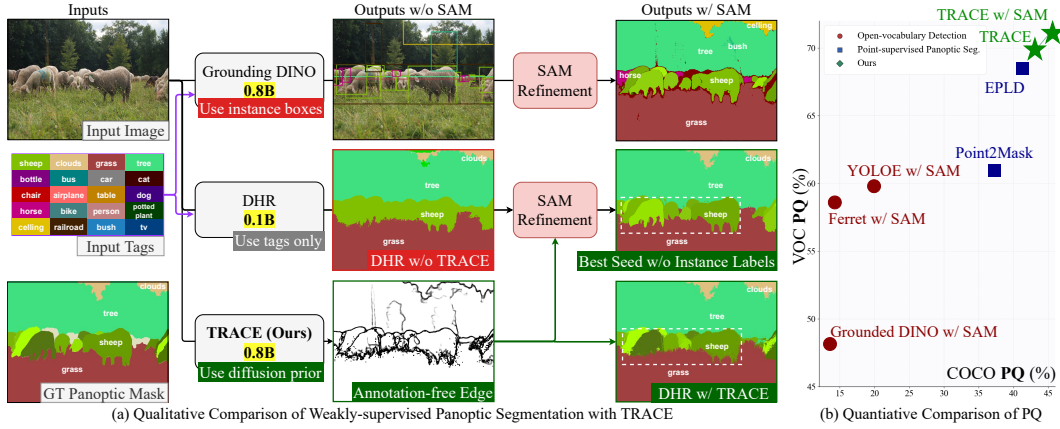 Inputs
Outputs w/o SAM
Outputs w/ SAM
Input Image
Grounding DINO
0.8B
Use instance boxes
SAM
Refinement
ceiling
tree
bush
horse
sheep
grass
sheep
clouds
grass
tree
bottle
bus
car
cat
chair
airplane
table
dog
horse
bike
person
potted
plant
ceiling
railroad
bush
tv
Input Tags
DHR
0.1B
Use tags only
clouds
tree
sheep
grass
DHR w/o TRACE
SAM
Refinement
clouds
tree
sheep
grass
Best Seed w/o Instance Labels
clouds
tree
sheep
grass
GT Panoptic Mask
TRACE (Ours)
0.8B
Use diffusion prior
Annotation-free Edge
clouds
tree
sheep
grass
DHR w/ TRACE
(a) Qualitative Comparison of Weakly-supervised Panoptic Segmentation with TRACE
TRACE w/ SAM
TRACE
Open-vocabulary Detection
Point-supervised Panoptic Seg.
Ours
EPLD
Point2Mask
YOLOE w/ SAM
Ferret w/ SAM
Grounded DINO w/ SAM
VOC PQ (%)
70
65
60
55
50
45
COCO PQ (%)
15
20
25
30
35
40
45
(b) Quantiative Comparison of PQ